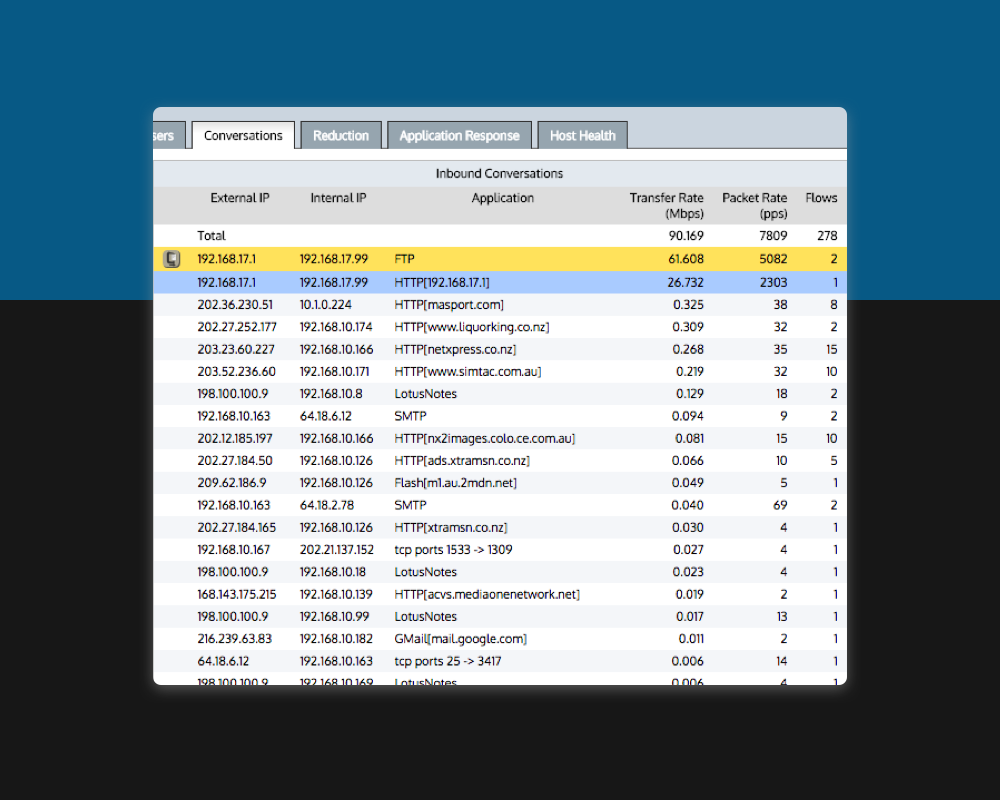 sers Conversations Reduction Application Response Host Health
Inbound Conversations
External IP Internal IP Application Transfer Rate (Mbps) Packet Rate (pps) Flows
Total 90.169 7809 278
192.168.17.1 192.168.17.99 FTP 61.608 5082 2
192.168.17.1 192.168.17.99 HTTP[192.168.17.1] 26.732 2303 1
202.36.230.51 10.1.0.224 HTTP[masport.com] 0.325 38 8
202.27.252.177 192.168.10.174 HTTP[www.liquorking.co.nz] 0.309 32 2
203.23.60.227 192.168.10.166 HTTP[netxpress.co.nz] 0.268 35 15
203.52.236.60 192.168.10.171 HTTP[www.simtac.com.au] 0.219 32 10
198.100.100.9 192.168.10.8 LotusNotes 0.129 18 2
192.168.10.163 64.18.6.12 SMTP 0.094 9 2
202.12.185.197 192.168.10.166 HTTP[nx2images.colo.ce.com.au] 0.081 15 10
202.27.184.50 192.168.10.126 HTTP[ads.xtramsn.co.nz] 0.066 10 5
209.62.186.9 192.168.10.126 Flash[m1.au.2mdn.net] 0.049 5 1
192.168.10.163 64.18.2.78 SMTP 0.040 69 2
202.27.184.165 192.168.10.126 HTTP[xtramsn.co.nz] 0.030 4 1
192.168.10.167 202.21.137.152 tcp ports 1533 -> 1309 0.027 4 1
198.100.100.9 192.168.10.18 LotusNotes 0.023 4 1
168.143.175.215 192.168.10.139 HTTP[acvs.mediaonenetwork.net] 0.019 2 1
198.100.100.9 192.168.10.99 LotusNotes 0.017 13 1
216.239.63.83 192.168.10.182 GMail[mail.google.com] 0.011 2 1
64.18.6.12 192.168.10.163 tcp ports 25 -> 3417 0.006 14 1
198.100.100.9 192.168.10.169 LotusNotes 0.006 4 1